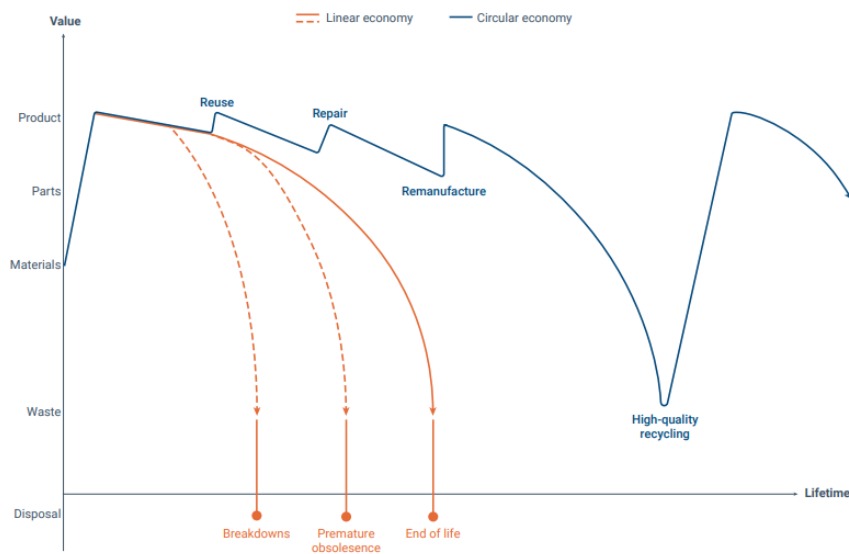 Value
Linear economy
Circular economy
Product
Reuse
Repair
Parts
Remanufacture
Materials
Waste
High-quality
recycling
Lifetime
Disposal
Breakdowns
Premature
obsolesence
End of life